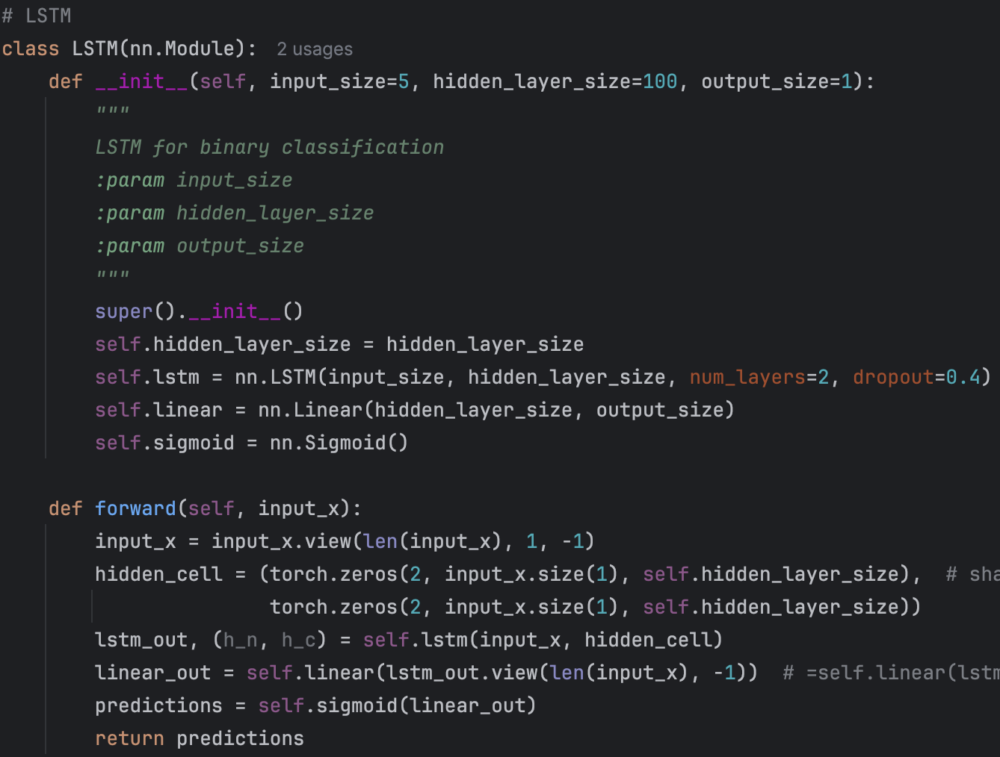 # LSTM
class LSTM(nn.Module):  2 usages
    def __init__(self, input_size=5, hidden_layer_size=100, output_size=1):
        """
        LSTM for binary classification
        :param input_size
        :param hidden_layer_size
        :param output_size
        """
        super().__init__()
        self.hidden_layer_size = hidden_layer_size
        self.lstm = nn.LSTM(input_size, hidden_layer_size, num_layers=2, dropout=0.4)
        self.linear = nn.Linear(hidden_layer_size, output_size)
        self.sigmoid = nn.Sigmoid()

    def forward(self, input_x):
        input_x = input_x.view(len(input_x), 1, -1)
        hidden_cell = (torch.zeros(2, input_x.size(1), self.hidden_layer_size),  #
                       torch.zeros(2, input_x.size(1), self.hidden_layer_size))
        lstm_out, (h_n, h_c) = self.lstm(input_x, hidden_cell)
        linear_out = self.linear(lstm_out.view(len(input_x), -1))  # =self.linear(lstm
        predictions = self.sigmoid(linear_out)
        return predictions